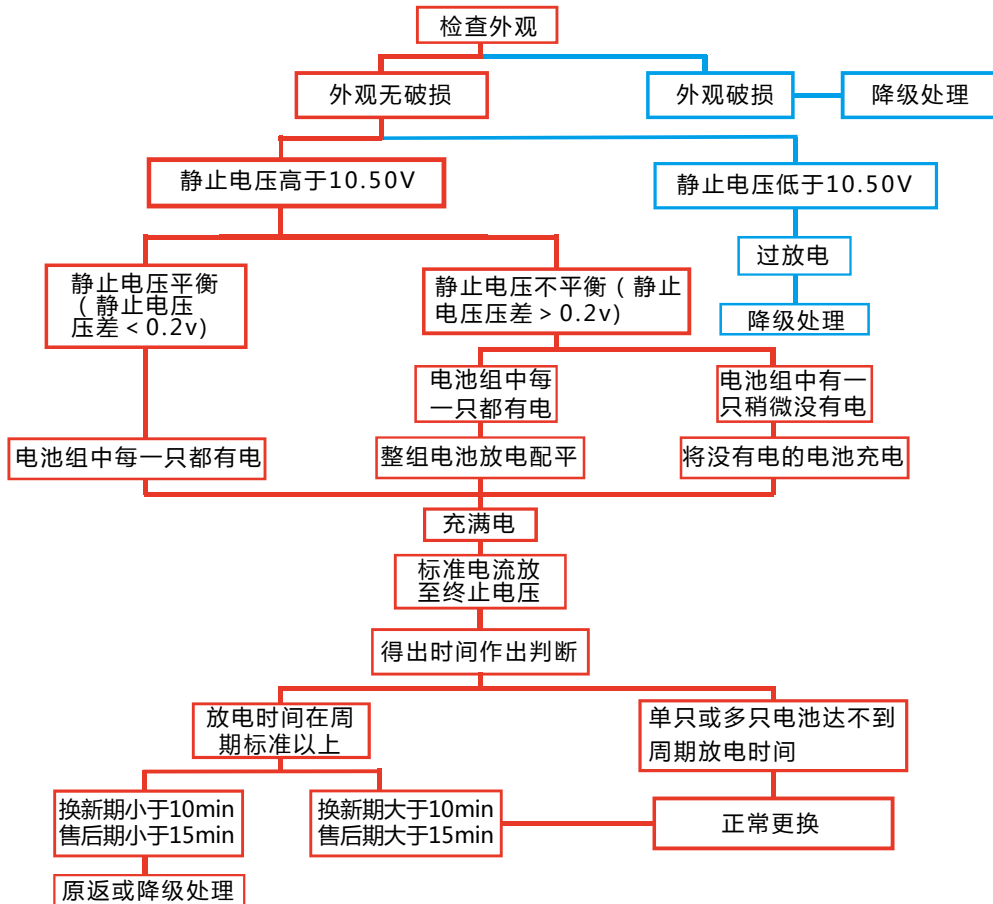 检查外观
外观无破损
外观破损
降级处理
静止电压高于10.50V
静止电压低于10.50V
过放电
降级处理
静止电压平衡
（静止电压
压差＜0.2v)
静止电压不平衡（静止
电压压差＞0.2v)
电池组中每
一只都有电
电池组中有一
只稍微没有电
电池组中每一只都有电
整组电池放电配平
将没有电的电池充电
充满电
标准电流放
至终止电压
得出时间作出判断
放电时间在周
期标准以上
单只或多只电池达不到
周期放电时间
换新期小于10min
售后期小于15min
换新期大于10min
售后期大于15min
正常更换
原返或降级处理